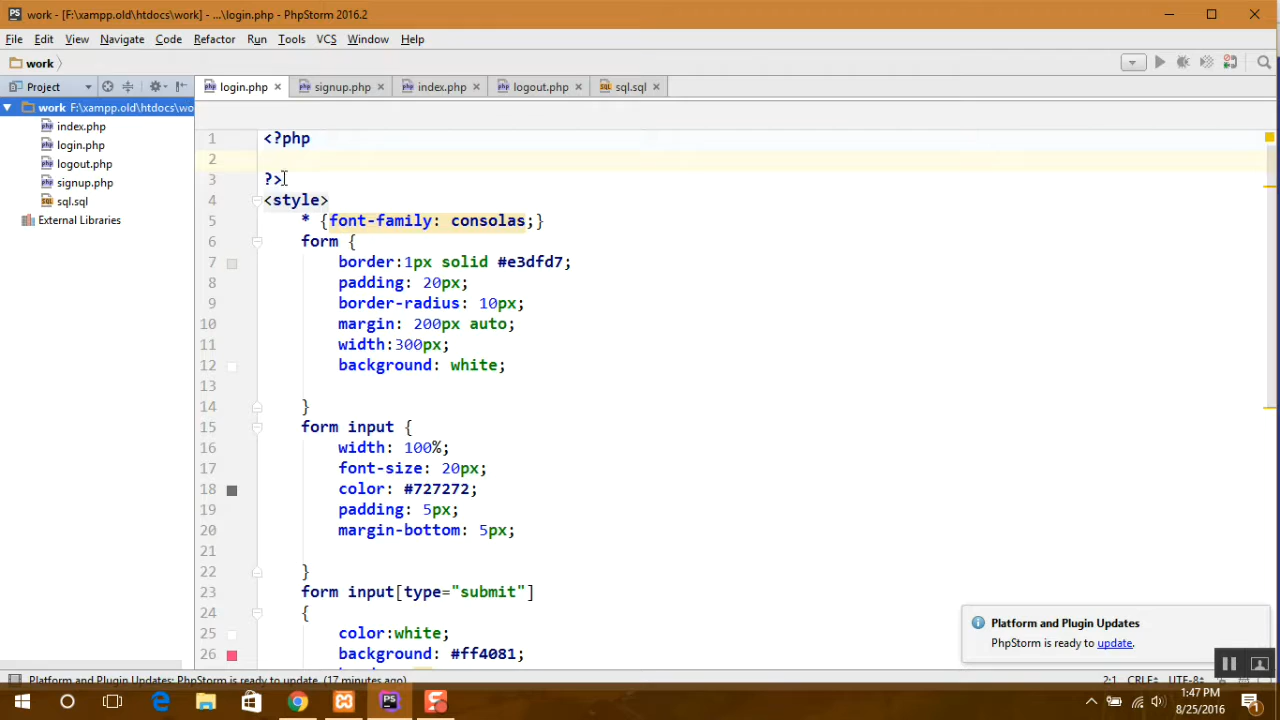 work - [F:\xampp.old\htdocs\work] - ...\login.php - PhpStorm 2016.2
File Edit View Navigate Code Refactor Run Tools VCS Window Help
work
Project
login.php signup.php index.php logout.php sql.sql
work F:\xampp.old\htdocs\wo
index.php
login.php
logout.php
signup.php
sql.sql
External Libraries
1 <?php
2
3 ?>
4 <style>
5 * {font-family: consolas;}
6 form {
7 border:1px solid #e3dfd7;
8 padding: 20px;
9 border-radius: 10px;
10 margin: 200px auto;
11 width:300px;
12 background: white;
13
14 }
15 form input {
16 width: 100%;
17 font-size: 20px;
18 color: #727272;
19 padding: 5px;
20 margin-bottom: 5px;
21
22 }
23 form input[type="submit"]
24 {
25 color:white;
26 background: #ff4081;
Platform and Plugin Updates
PhpStorm is ready to update.
Platform and Plugin Updates: PhpStorm is ready to update. (17 minutes ago)
2:1 CRLF UTF-8
1:47 PM
8/25/2016